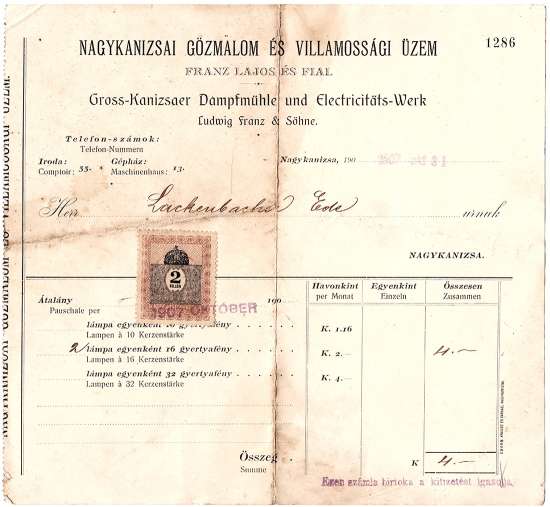 NAGYKANIZSAI GŐZMALOM ÉS VILLAMOSSÁGI ÜZEM
1286
FRANZ LAJOS ÉS FIAI.
Gross-Kanizsaer Dampfmühle und Electricitäts-Werk
Ludwig Franz & Söhne.
Telefon-számok:
Telefon-Nummern
Iroda: Gépház:
Comptoir: 33. * Maschinenhaus: 13.
Nagykanizsa, 190
Herr Lackenbacher Ede urnak
NAGYKANIZSA.
2
Havonkint Egyenkint Összesen
per Monat Einzeln Zusammen
Átalány 190
Pauschale per
1907 OKTÓBER
lámpa egyenként 10 gyertyafény K. 1.16
Lampen à 10 Kerzenstärke
2 lámpa egyenként 16 gyertyafény K. 2.— 4.—
Lampen à 16 Kerzenstärke
lámpa egyenként 32 gyertyafény K. 4.—
Lampen à 32 Kerzenstärke
Összeg K 4.—
Summe
Ezen számla birtoka a kifizetést igazolja.